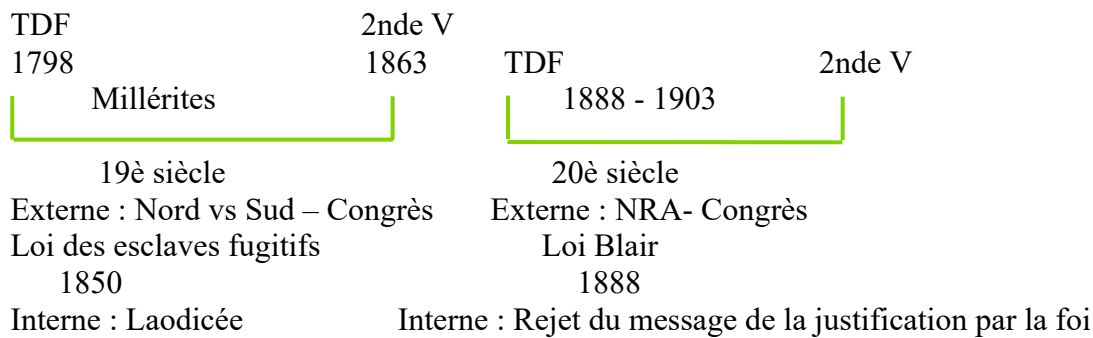 TDF 2nde V
1798 1863 TDF 2nde V
Millérites 1888 - 1903
19è siècle 20è siècle
Externe : Nord vs Sud – Congrès Externe : NRA- Congrès
Loi des esclaves fugitifs Loi Blair
1850 1888
Interne : Laodicée Interne : Rejet du message de la justification par la foi